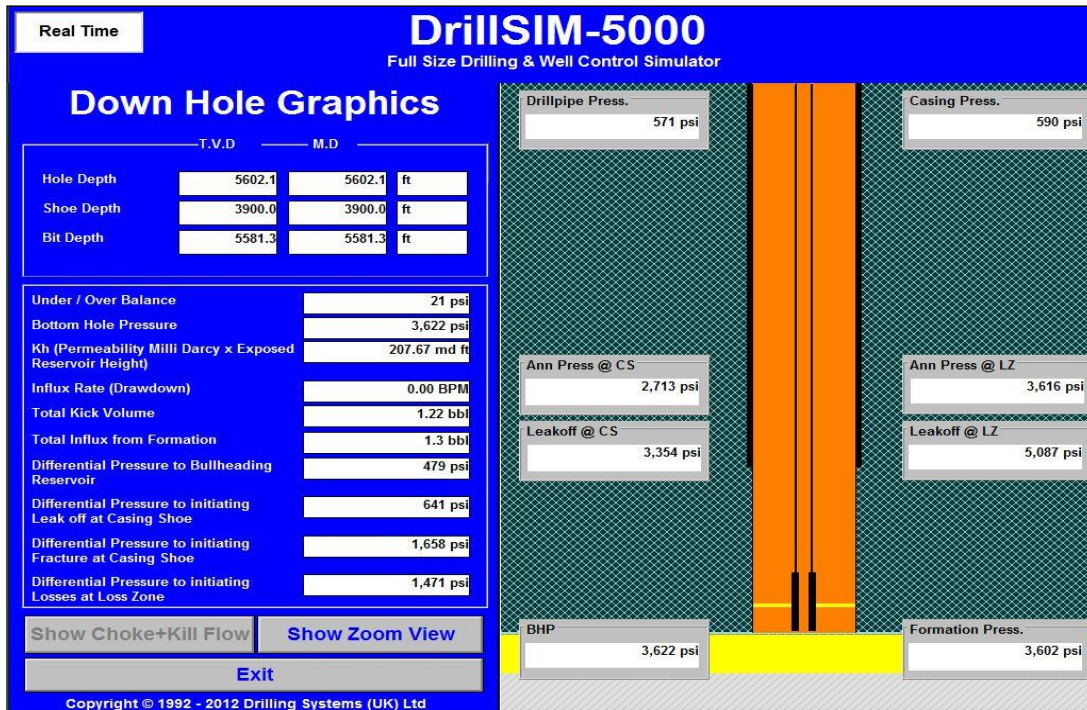 Real Time
DrillSIM-5000
Full Size Drilling & Well Control Simulator
Down Hole Graphics
T.V.D M.D
Hole Depth 5602.1 5602.1 ft
Shoe Depth 3900.0 3900.0 ft
Bit Depth 5581.3 5581.3 ft
Under / Over Balance 21 psi
Bottom Hole Pressure 3,622 psi
Kh (Permeability Milli Darcy x Exposed 207.67 md ft
Reservoir Height)
Influx Rate (Drawdown) 0.00 BPM
Total Kick Volume 1.22 bbl
Total Influx from Formation 1.3 bbl
Differential Pressure to Bullheading 479 psi
Reservoir
Differential Pressure to initiating 641 psi
Leak off at Casing Shoe
Differential Pressure to initiating 1,658 psi
Fracture at Casing Shoe
Differential Pressure to initiating 1,471 psi
Losses at Loss Zone
Show Choke+Kill Flow Show Zoom View
Exit
Copyright © 1992 - 2012 Drilling Systems (UK) Ltd
Drillpipe Press.
571 psi
Casing Press.
590 psi
Ann Press @ CS
2,713 psi
Ann Press @ LZ
3,616 psi
Leakoff @ CS
3,354 psi
Leakoff @ LZ
5,087 psi
BHP
3,622 psi
Formation Press.
3,602 psi